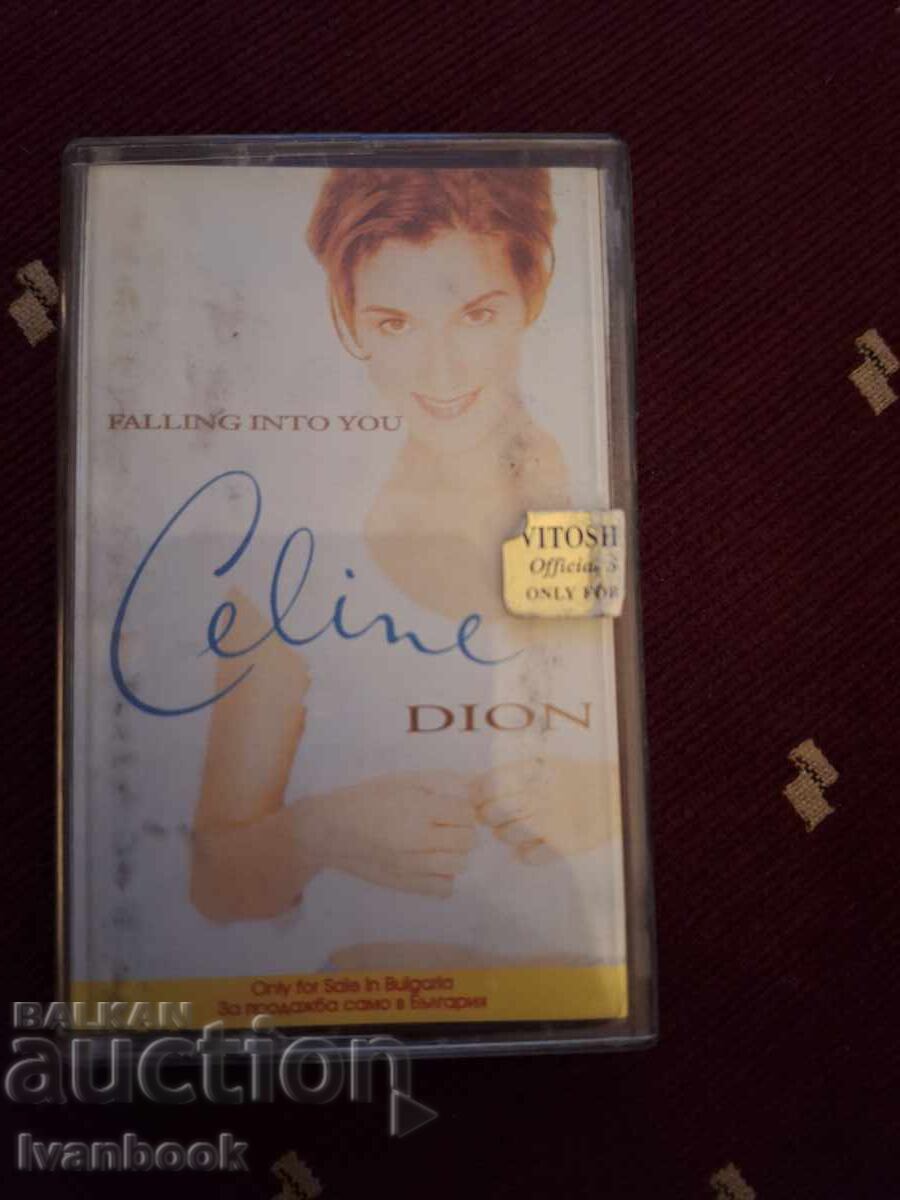 FALLING INTO YOU
Celine
DION
VITOSH
Official S
ONLY FOR
Only for Sale in Bulgaria
За продажба само в България
BALKAN
auction
Ivanbook